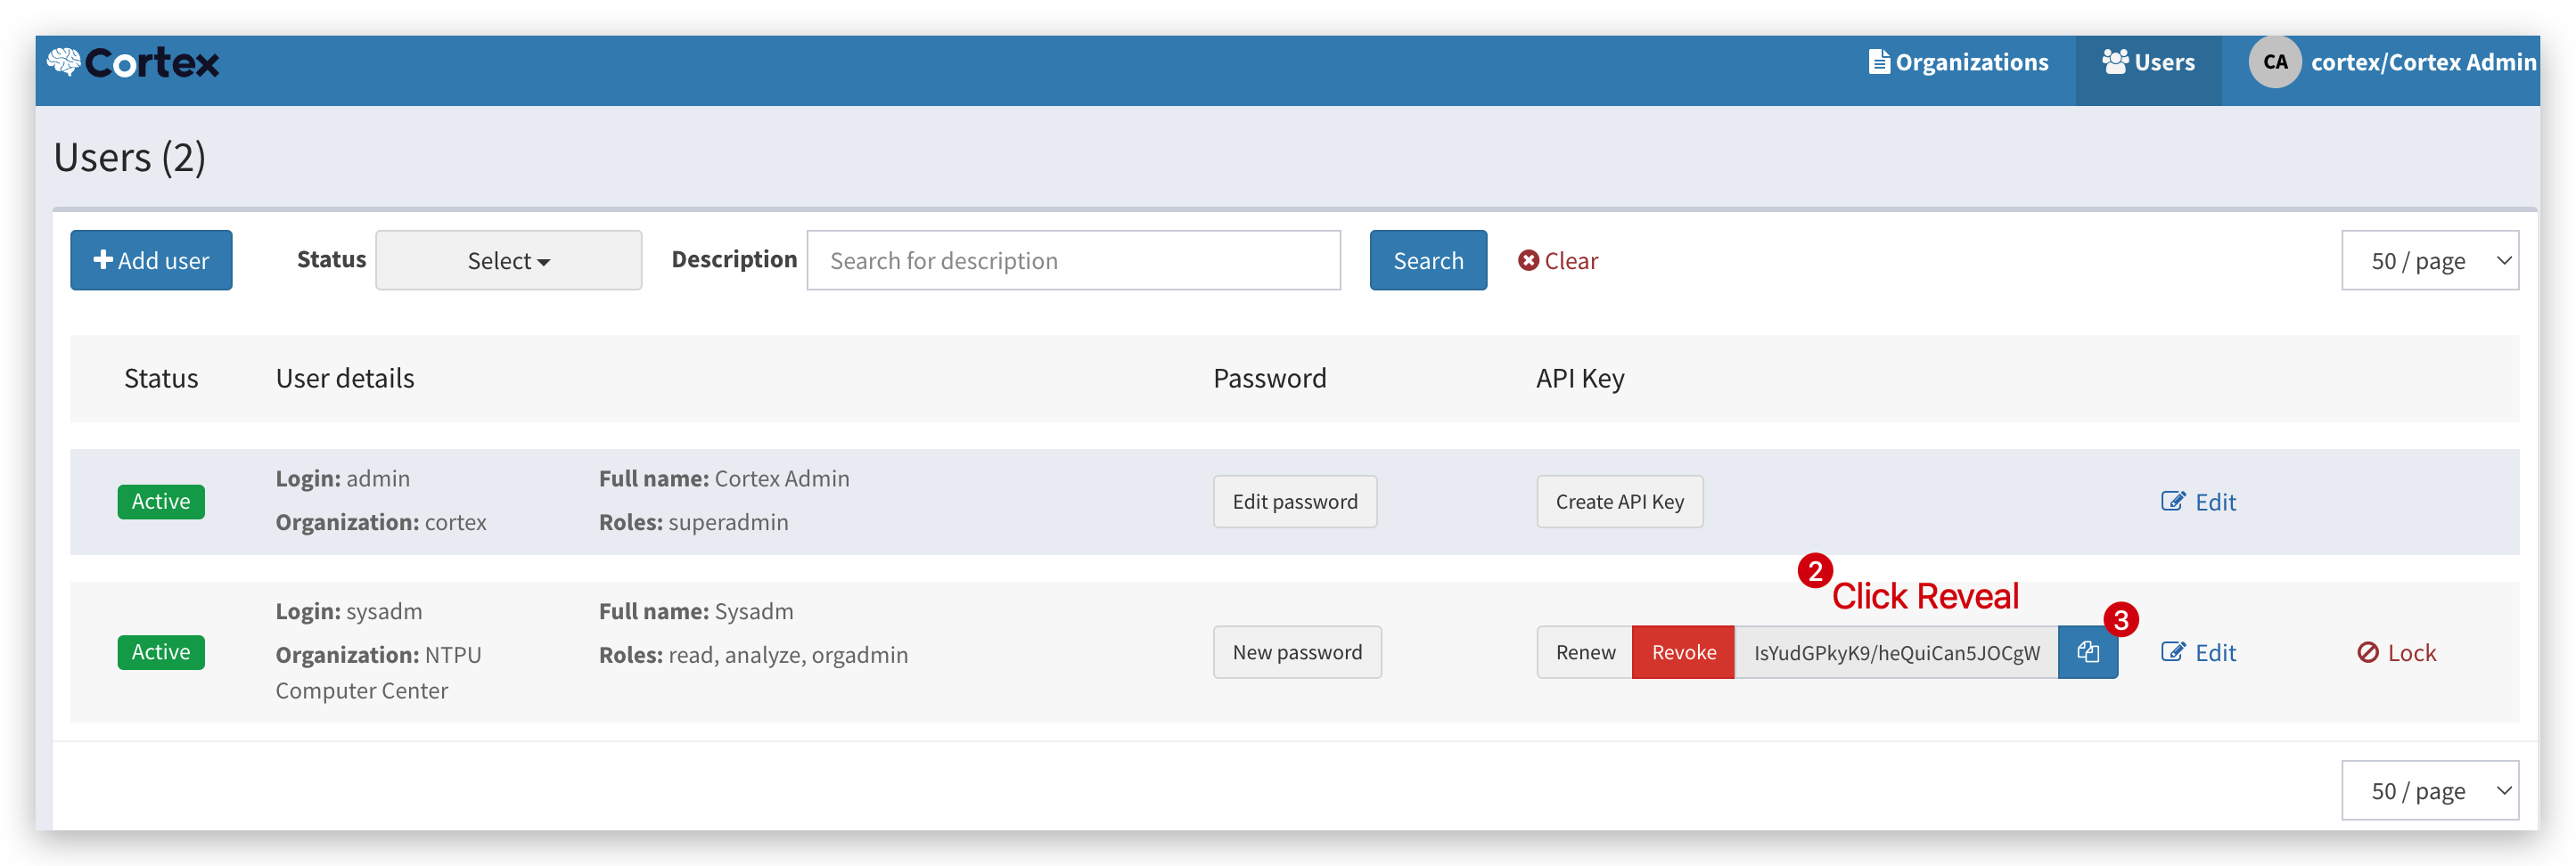 Cortex
Organizations
Users
CA
cortex/Cortex Admin
Users (2)
Add user
Status
Select
Description
Search for description
Search
Clear
50 / page
Status
User details
Password
API Key
Active
Login: admin
Full name: Cortex Admin
Organization: cortex
Roles: superadmin
Edit password
Create API Key
Edit
2
Click Reveal
3
Active
Login: sysadm
Full name: Sysadm
Organization: NTPU
Computer Center
Roles: read, analyze, orgadmin
New password
Renew
Revoke
IsYudGPkyK9/heQuiCan5JOCgW
Edit
Lock
50 / page